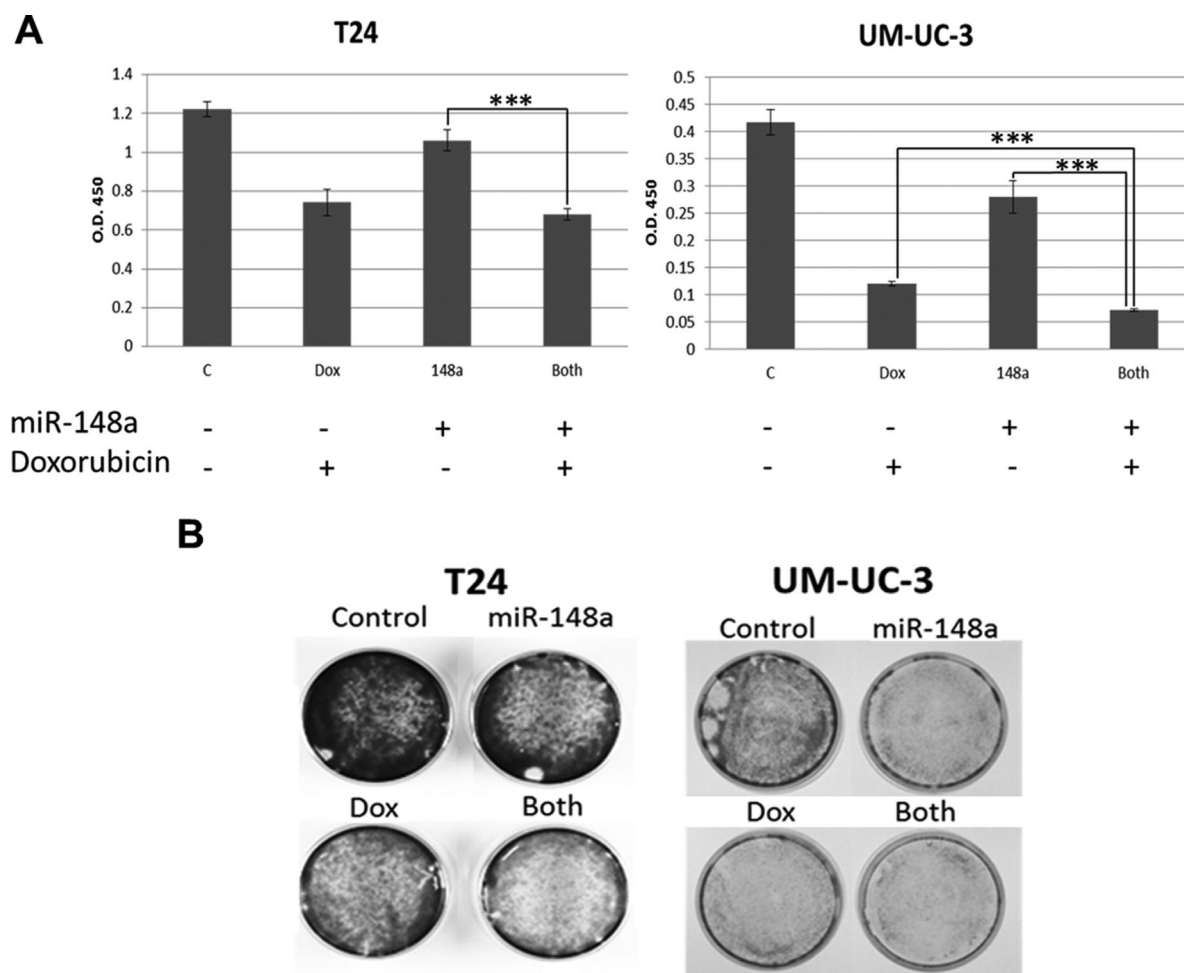 A
T24
UM-UC-3
1.4
1.2
1
0.8
0.6
0.4
0.2
0
O.D. 450
***
C Dox 148a Both
0.5
0.45
0.4
0.35
0.3
0.25
0.2
0.15
0.1
0.05
0
O.D. 450
***
***
C Dox 148a Both
miR-148a - - + + - - + +
Doxorubicin - + - + - + - +
B
T24
UM-UC-3
Control miR-148a
Control miR-148a
Dox Both
Dox Both